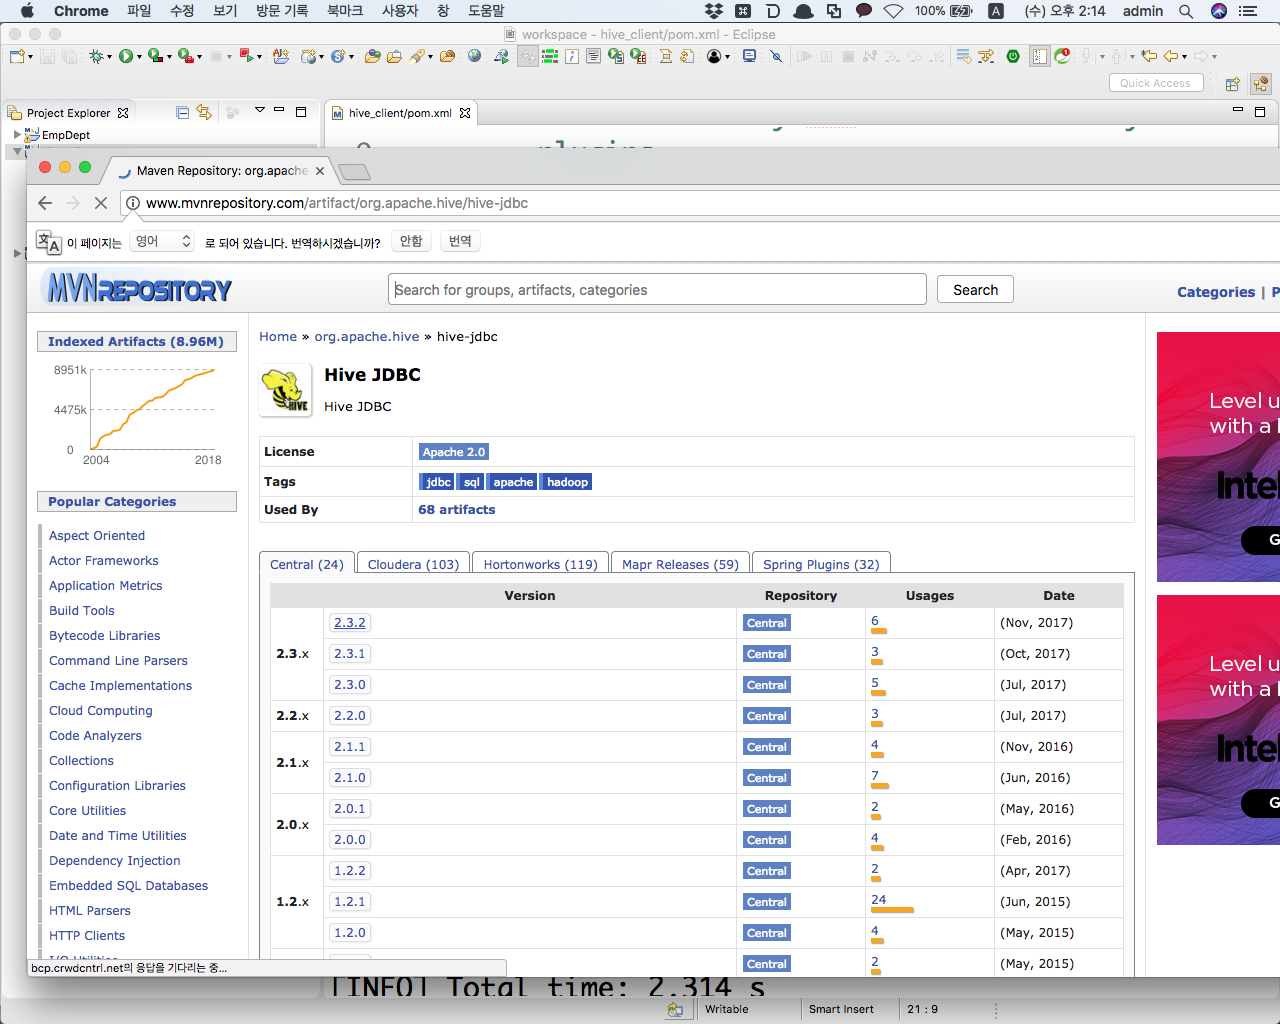 Chrome 파일 수정 보기 방문 기록 북마크 사용자 창 도움말 100% A (수) 오후 2:14 admin
workspace - hive_client/pom.xml - Eclipse
Quick Access
Project Explorer
hive_client/pom.xml
EmpDept
Maven Repository: org.apache
www.mvnrepository.com/artifact/org.apache.hive/hive-jdbc
이 페이지는 영어 로 되어 있습니다. 번역하시겠습니까? 안함 번역
MVNREPOSITORY
Search for groups, artifacts, categories
Search
Categories | P
Indexed Artifacts (8.96M)
8951k
4475k
0
2004 2018
Popular Categories
Aspect Oriented
Actor Frameworks
Application Metrics
Build Tools
Bytecode Libraries
Command Line Parsers
Cache Implementations
Cloud Computing
Code Analyzers
Collections
Configuration Libraries
Core Utilities
Date and Time Utilities
Dependency Injection
Embedded SQL Databases
HTML Parsers
HTTP Clients
Home » org.apache.hive » hive-jdbc
Hive JDBC
Hive JDBC
HIVE
License Apache 2.0
Tags jdbc sql apache hadoop
Used By 68 artifacts
Central (24) Cloudera (103) Hortonworks (119) Mapr Releases (59) Spring Plugins (32)
Version Repository Usages Date
2.3.x
2.3.2 Central 6 (Nov, 2017)
2.3.1 Central 3 (Oct, 2017)
2.3.0 Central 5 (Jul, 2017)
2.2.x 2.2.0 Central 3 (Jul, 2017)
2.1.x
2.1.1 Central 4 (Nov, 2016)
2.1.0 Central 7 (Jun, 2016)
2.0.x
2.0.1 Central 2 (May, 2016)
2.0.0 Central 4 (Feb, 2016)
1.2.x
1.2.2 Central 2 (Apr, 2017)
1.2.1 Central 24 (Jun, 2015)
1.2.0 Central 4 (May, 2015)
Central 2 (May, 2015)
Level u
with a
Intel
G
Level u
with a
Intel
G
bcp.crwdcntrl.net의 응답을 기다리는 중...
[INFO] Total time: 2.314 s
Writable Smart Insert 21 : 9